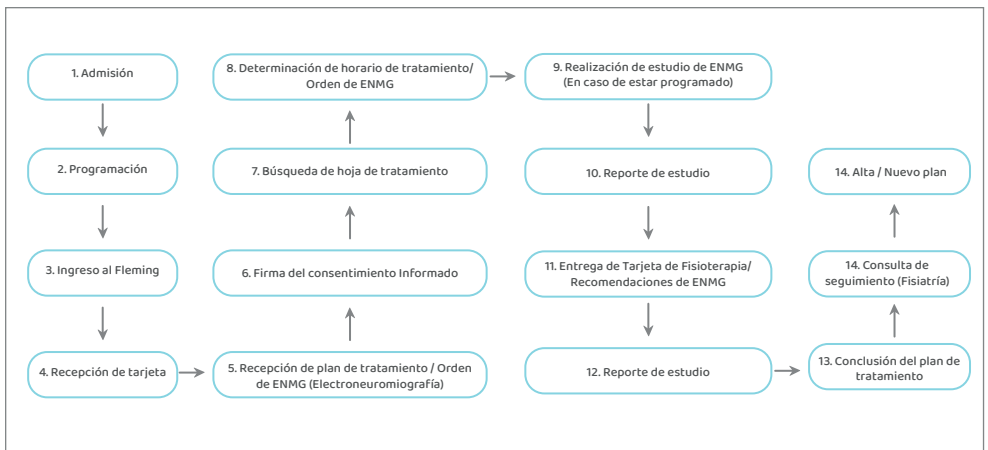 1. Admisión
2. Programación
3. Ingreso al Fleming
4. Recepción de tarjeta
5. Recepción de plan de tratamiento / Orden
de ENMG (Electroneuromiografía)
6. Firma del consentimiento Informado
7. Búsqueda de hoja de tratamiento
8. Determinación de horario de tratamiento/
Orden de ENMG
9. Realización de estudio de ENMG
(En caso de estar programado)
10. Reporte de estudio
11. Entrega de Tarjeta de Fisioterapia/
Recomendaciones de ENMG
12. Reporte de estudio
13. Conclusión del plan de
tratamiento
14. Consulta de
seguimiento (Fisiatría)
14. Alta / Nuevo plan